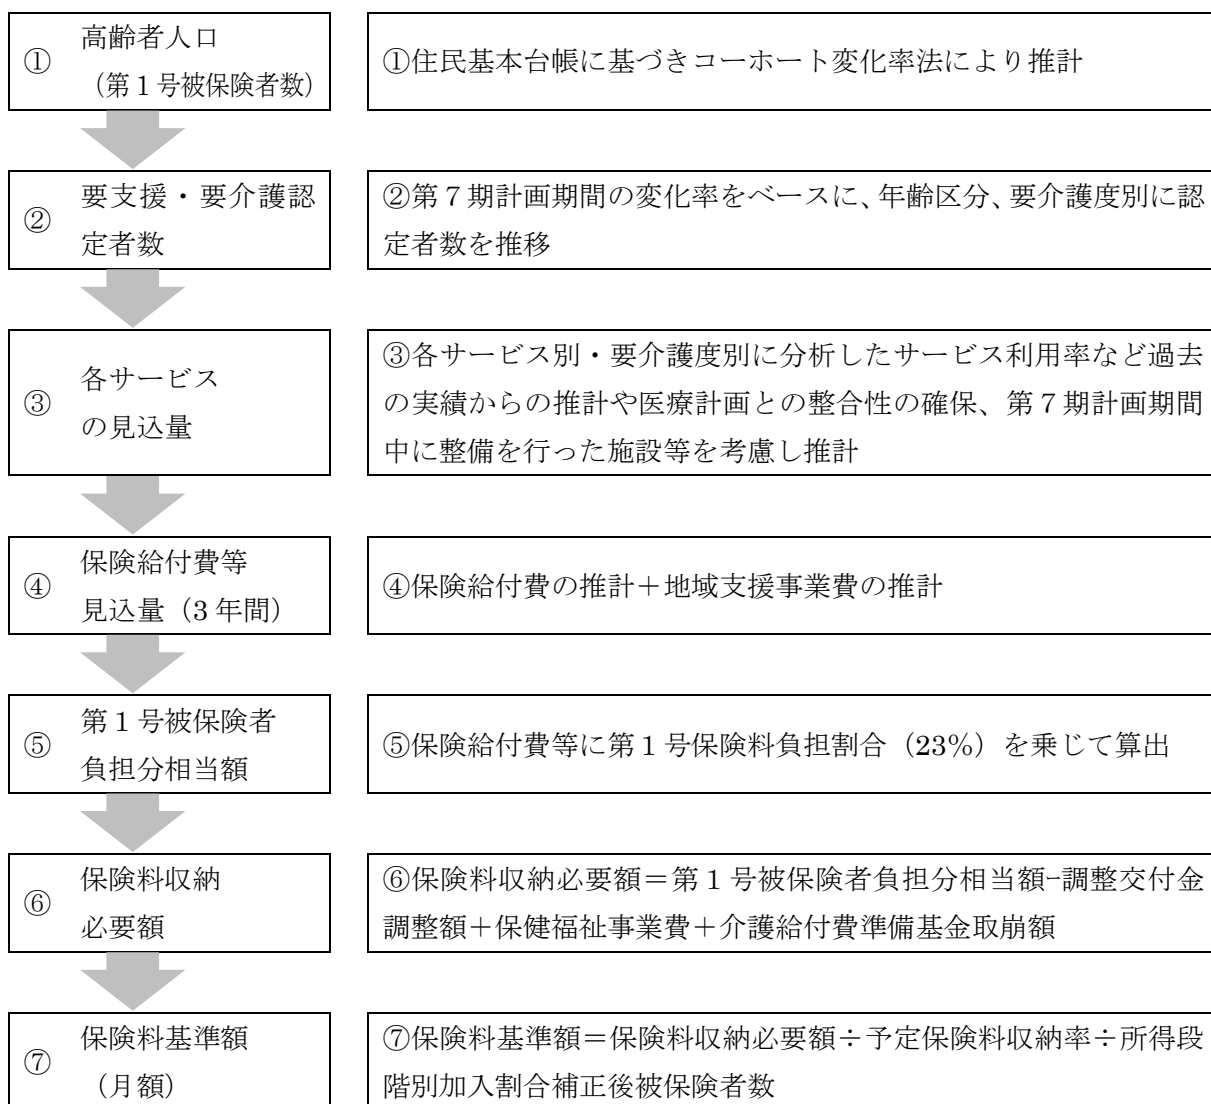 ①
高齢者人口
（第１号被保険者数）
①住民基本台帳に基づきコーホート変化率法により推計
②
要支援・要介護認
定者数
②第７期計画期間の変化率をベースに、年齢区分、要介護度別に認
定者数を推移
③
各サービス
の見込量
③各サービス別・要介護度別に分析したサービス利用率など過去
の実績からの推計や医療計画との整合性の確保、第７期計画期間
中に整備を行った施設等を考慮し推計
④
保険給付費等
見込量（3 年間）
④保険給付費の推計＋地域支援事業費の推計
⑤
第１号被保険者
負担分相当額
⑤保険給付費等に第１号保険料負担割合（23%）を乗じて算出
⑥
保険料収納
必要額
⑥保険料収納必要額＝第１号被保険者負担分相当額-調整交付金
調整額＋保健福祉事業費＋介護給付費準備基金取崩額
⑦
保険料基準額
（月額）
⑦保険料基準額＝保険料収納必要額÷予定保険料収納率÷所得段
階別加入割合補正後被保険者数